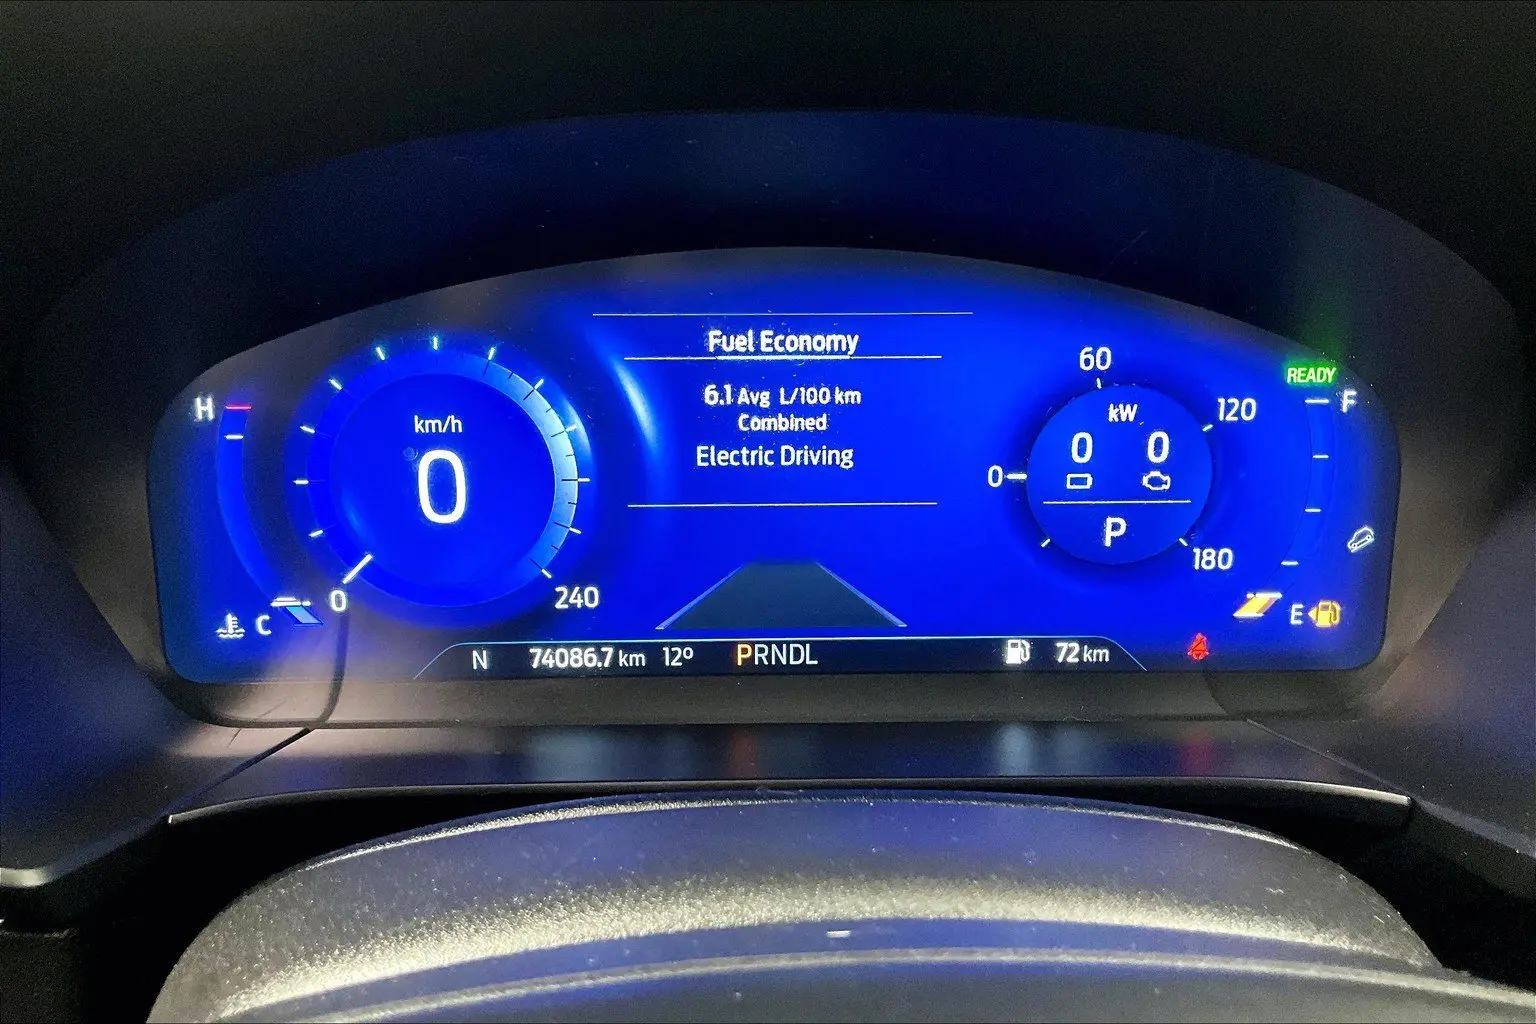 Fuel Economy
6.1 Avg L/100 km
Combined
Electric Driving
H
C
km/h
0
0
240
60
120
180
0
kW
0 0
P
READY
F
E
N 74086.7 km 12º PRNDL 72 km